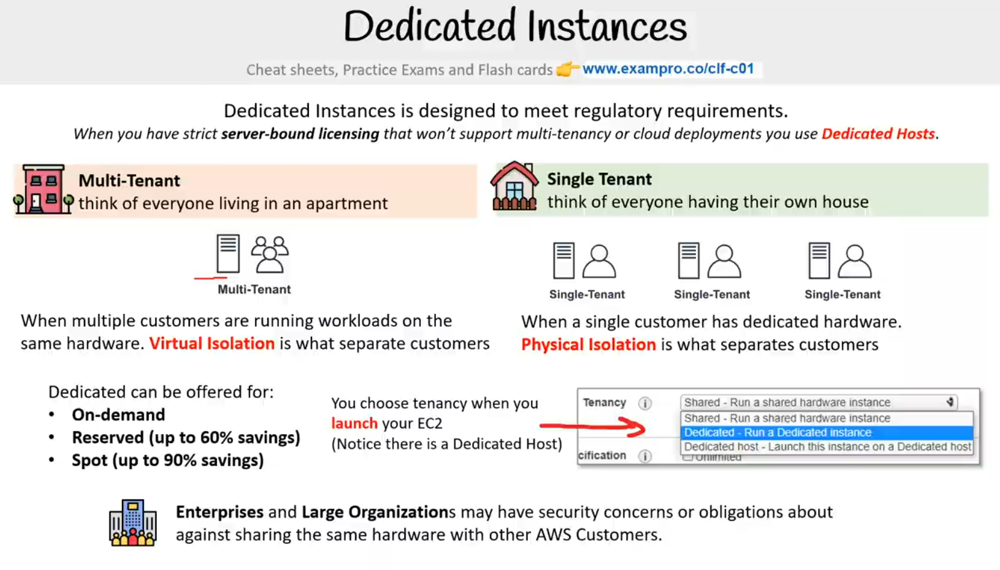 Dedicated Instances
Cheat sheets, Practice Exams and Flash cards 👉 www.exampro.co/clf-c01
Dedicated Instances is designed to meet regulatory requirements.
When you have strict server-bound licensing that won't support multi-tenancy or cloud deployments you use Dedicated Hosts.
Multi-Tenant
think of everyone living in an apartment
Single Tenant
think of everyone having their own house
Multi-Tenant
Single-Tenant
Single-Tenant
Single-Tenant
When multiple customers are running workloads on the
same hardware. Virtual Isolation is what separate customers
When a single customer has dedicated hardware.
Physical Isolation is what separates customers
Dedicated can be offered for:
• On-demand
• Reserved (up to 60% savings)
• Spot (up to 90% savings)
You choose tenancy when you
launch your EC2
(Notice there is a Dedicated Host)
Tenancy
Shared - Run a shared hardware instance
Shared - Run a shared hardware instance
Dedicated - Run a Dedicated instance
Dedicated host - Launch this instance on a Dedicated host
cification
Unlimited
Enterprises and Large Organizations may have security concerns or obligations about
against sharing the same hardware with other AWS Customers.